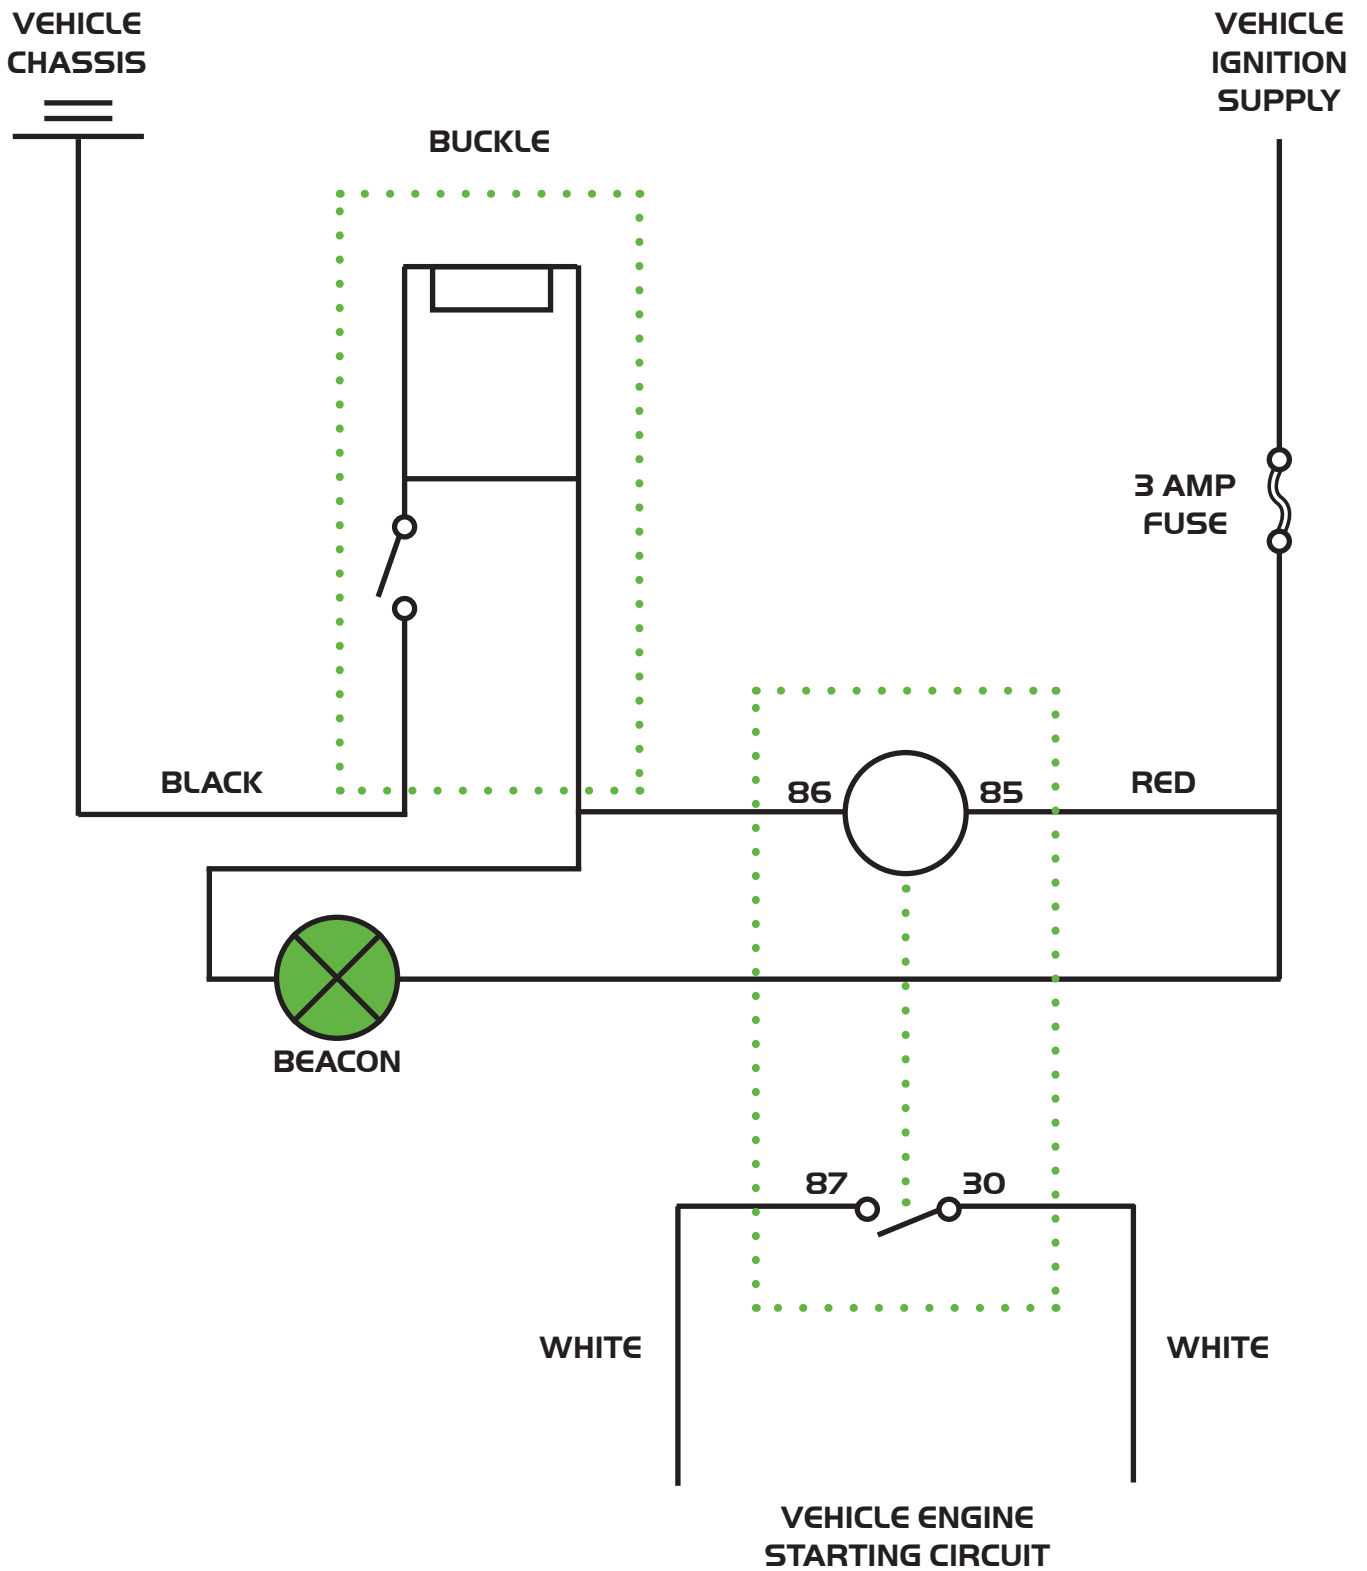 VEHICLE
CHASSIS
VEHICLE
IGNITION
SUPPLY
BUCKLE
3 AMP
FUSE
BLACK
86
85
RED
BEACON
87
30
WHITE
WHITE
VEHICLE ENGINE
STARTING CIRCUIT